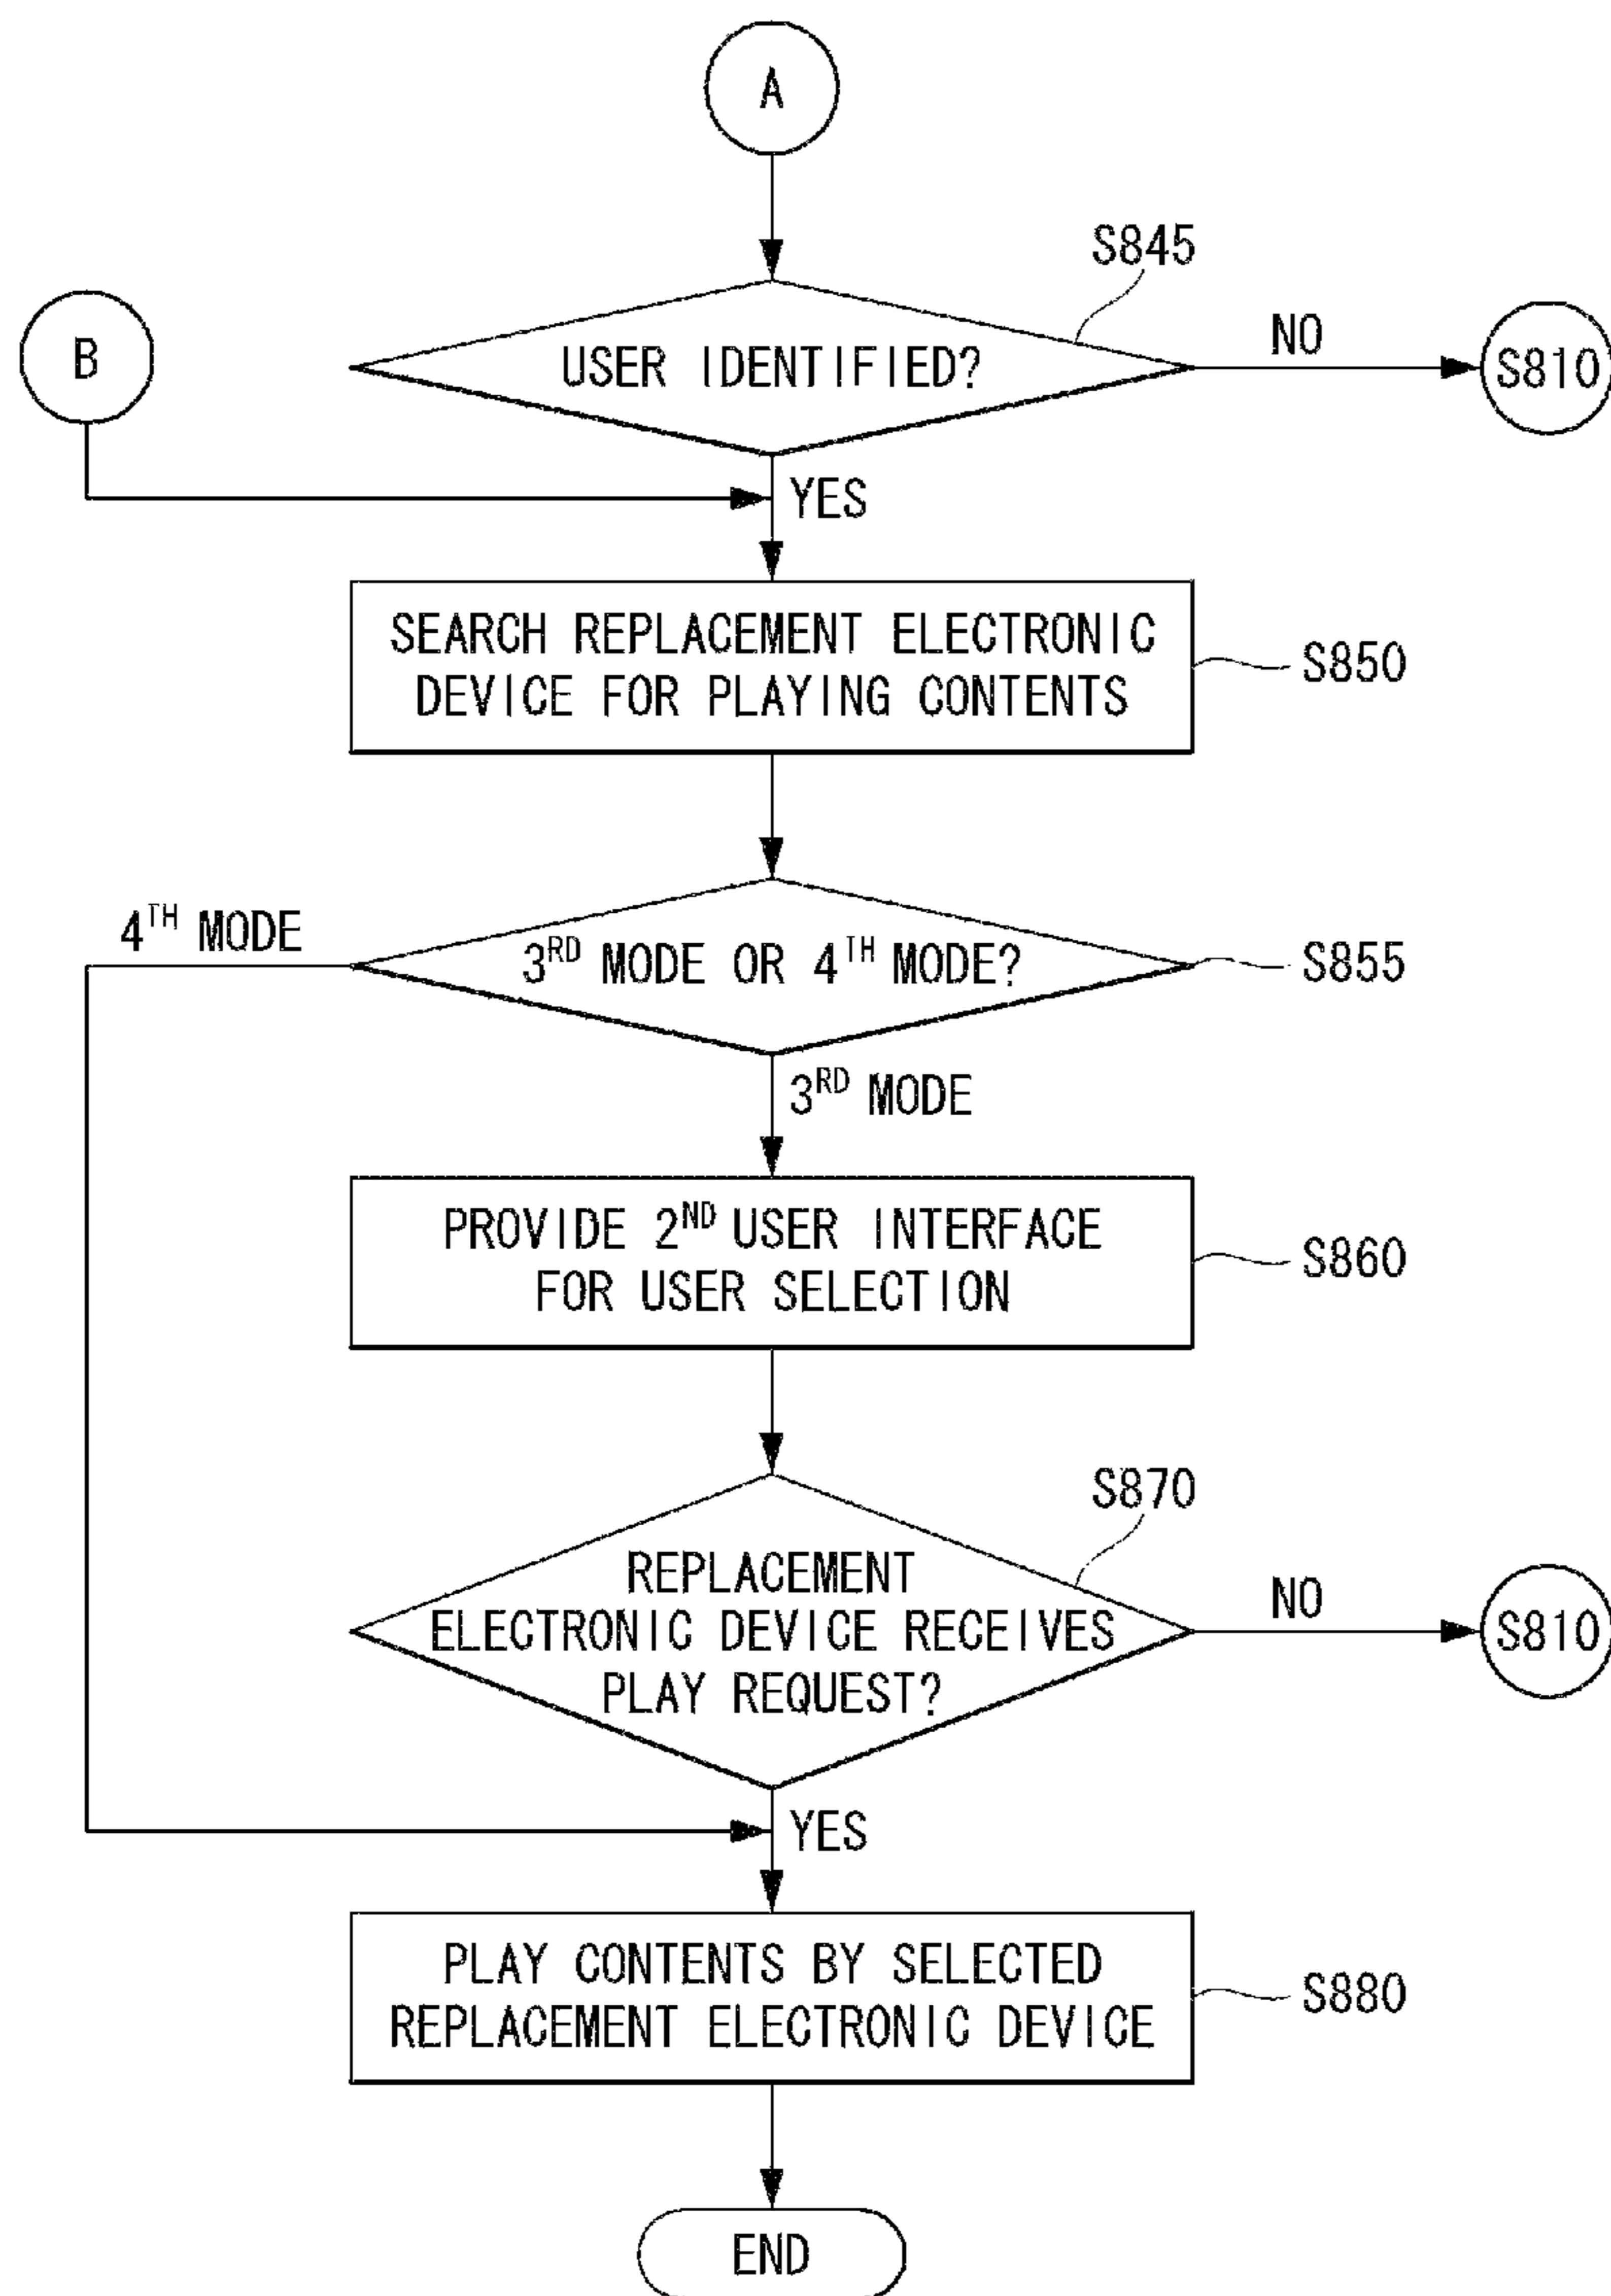 A
S845
B
USER IDENTIFIED?
NO
S810
YES
SEARCH REPLACEMENT ELECTRONIC
DEVICE FOR PLAYING CONTENTS
S850
4TH MODE
3RD MODE OR 4TH MODE?
S855
3RD MODE
PROVIDE 2ND USER INTERFACE
FOR USER SELECTION
S860
S870
REPLACEMENT
ELECTRONIC DEVICE RECEIVES
PLAY REQUEST?
NO
S810
YES
PLAY CONTENTS BY SELECTED
REPLACEMENT ELECTRONIC DEVICE
S880
END